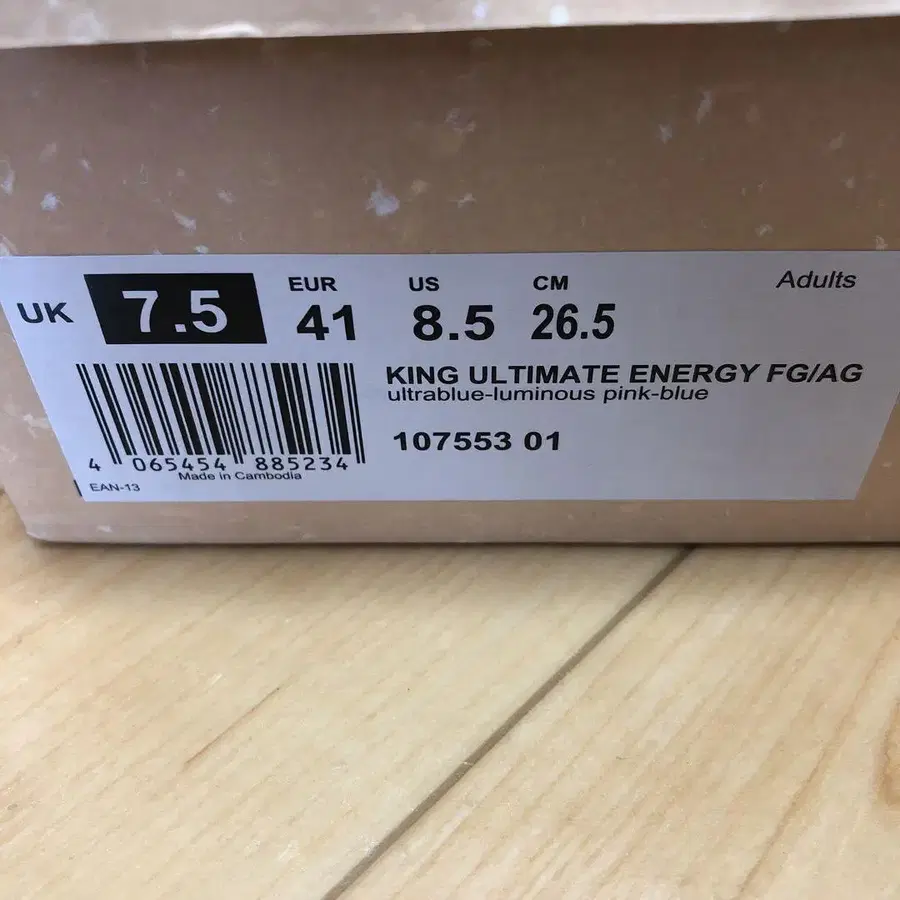 UK 7.5 EUR 41 US 8.5 CM 26.5 Adults
KING ULTIMATE ENERGY FG/AG
ultrablue-luminous pink-blue
107553 01
4 065454 885234
Made in Cambodia
EAN-13